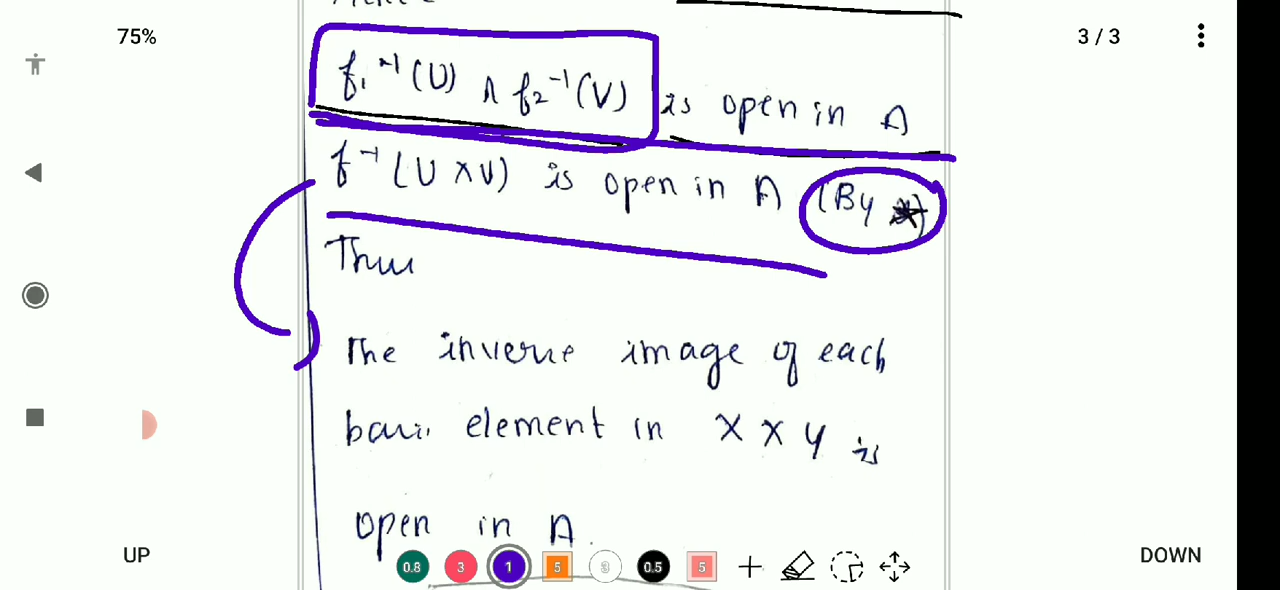 75%
3 / 3
f₁⁻¹(U) ∩ f₂⁻¹(V) is open in A
f⁻¹(U×V) is open in A (By *)
Thus
The inverse image of each
basis element in X × Y is
open in A.
UP
0.8 3 1 5 3 0.5 5
DOWN